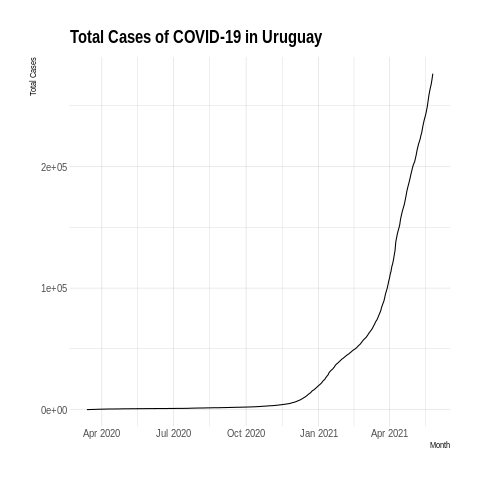 Total Cases of COVID-19 in Uruguay
Total Cases
2e+05
1e+05
0e+00
Apr 2020 Jul 2020 Oct 2020 Jan 2021 Apr 2021
Month